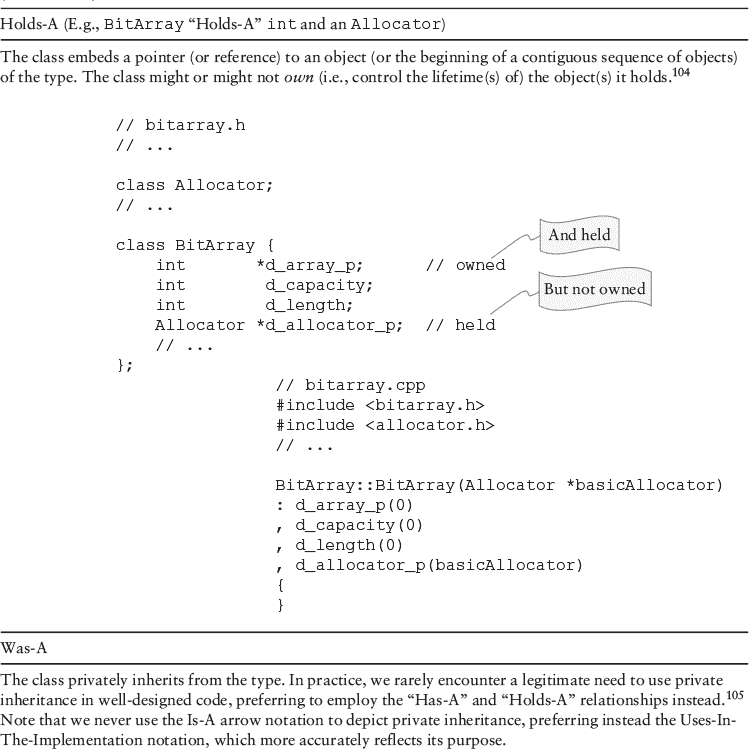 Holds-A (E.g., BitArray “Holds-A” int and an Allocator)
The class embeds a pointer (or reference) to an object (or the beginning of a contiguous sequence of objects)
of the type. The class might or might not own (i.e., control the lifetime(s) of) the object(s) it holds.104
// bitarray.h
// ...
class Allocator;
// ...
class BitArray {
And held
int *d_array_p; // owned
int d_capacity;
But not owned
int d_length;
Allocator *d_allocator_p; // held
// ...
};
// bitarray.cpp
#include <bitarray.h>
#include <allocator.h>
// ...
BitArray::BitArray(Allocator *basicAllocator)
: d_array_p(0)
, d_capacity(0)
, d_length(0)
, d_allocator_p(basicAllocator)
{
}
Was-A
The class privately inherits from the type. In practice, we rarely encounter a legitimate need to use private
inheritance in well-designed code, preferring to employ the “Has-A” and “Holds-A” relationships instead.105
Note that we never use the Is-A arrow notation to depict private inheritance, preferring instead the Uses-In-
The-Implementation notation, which more accurately reflects its purpose.